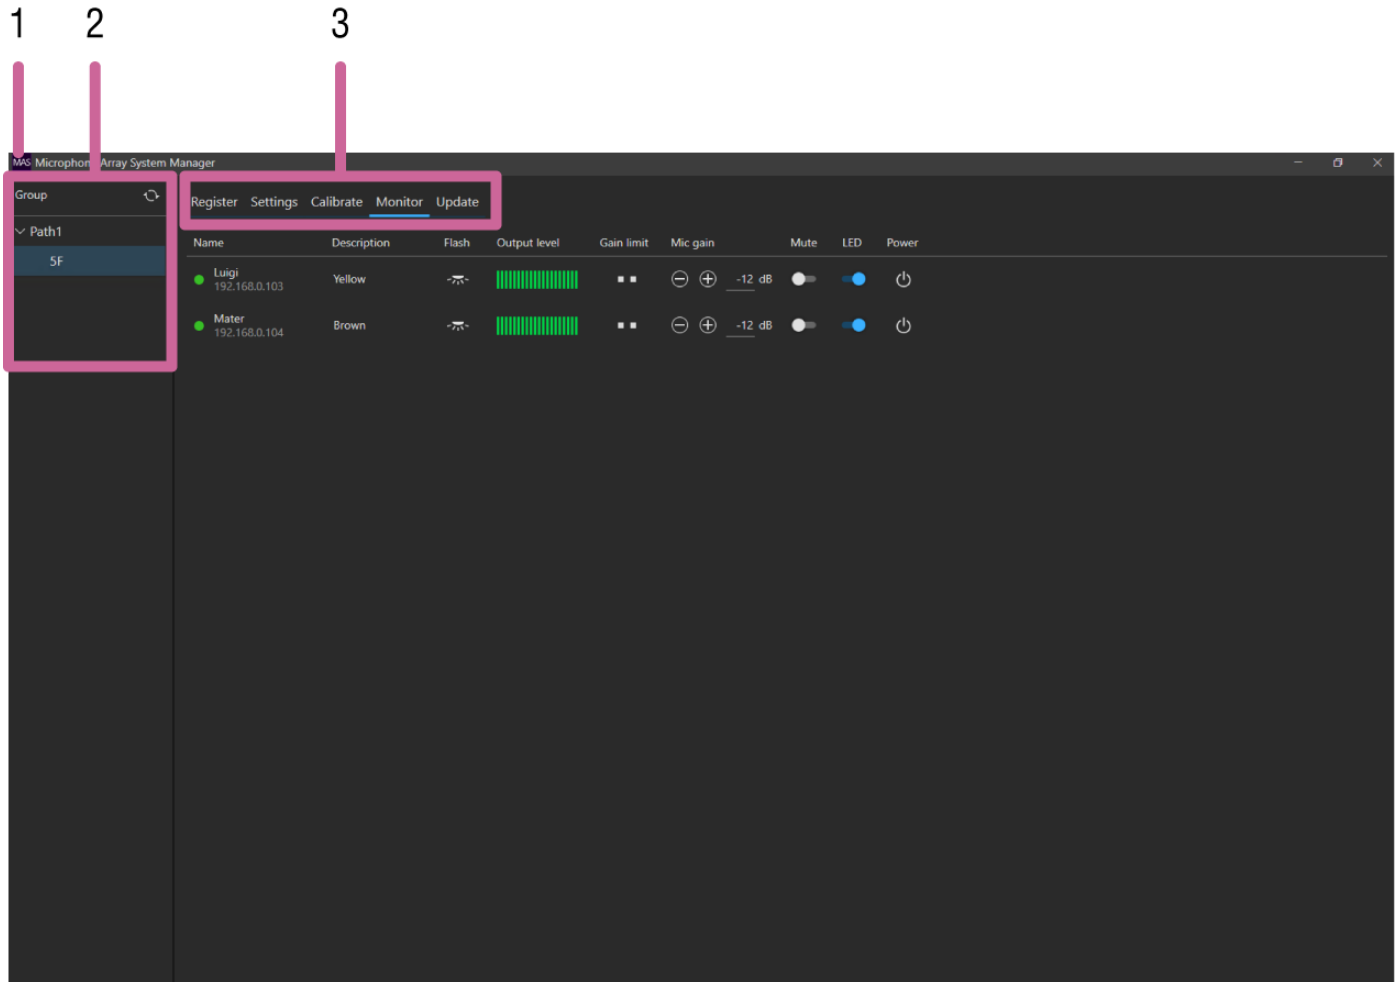 1 2 3
MAS Microphone Array System Manager
Group
Register Settings Calibrate Monitor Update
Path1
5F
Name Description Flash Output level Gain limit Mic gain Mute LED Power
Luigi
192.168.0.103
Yellow
-12 dB
Mater
192.168.0.104
Brown
-12 dB